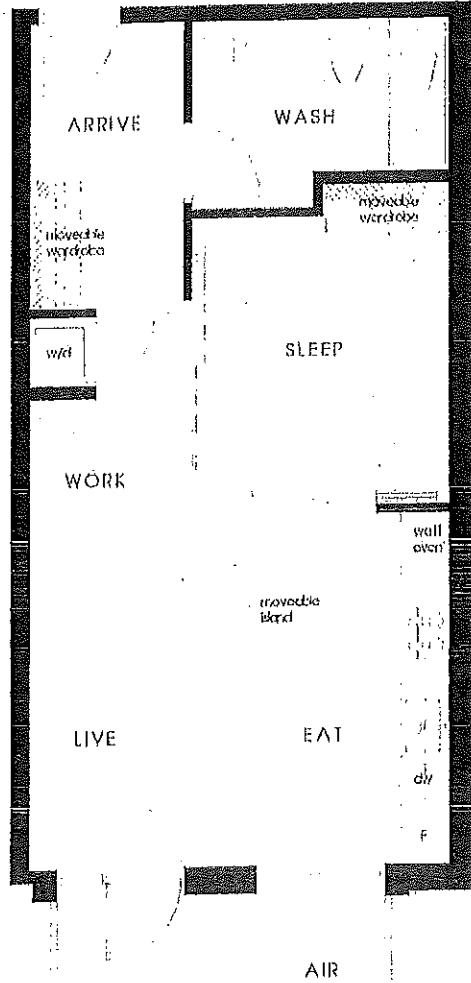 ARRIVE
WASH
moveable
wardrobe
moveable
wardrobe
w/d
SLEEP
WORK
wall
oven
moveable
island
LIVE
EAT
dw
F
AIR